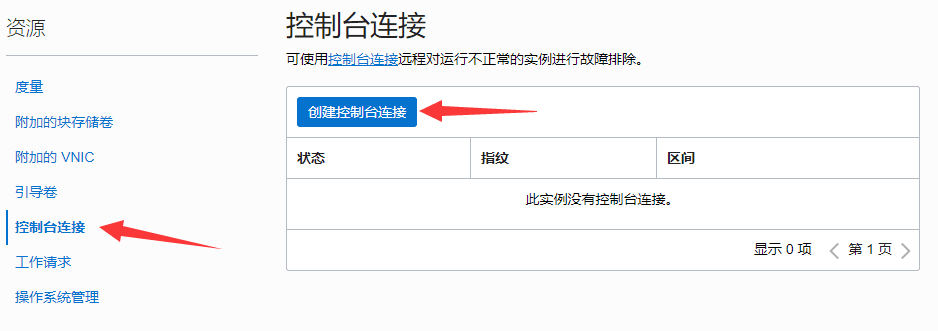 资源
度量
附加的块存储卷
附加的 VNIC
引导卷
控制台连接
工作请求
操作系统管理
控制台连接
可使用控制台连接远程对运行不正常的实例进行故障排除。
创建控制台连接
状态 指纹 区间
此实例没有控制台连接。
显示 0 项 第 1 页